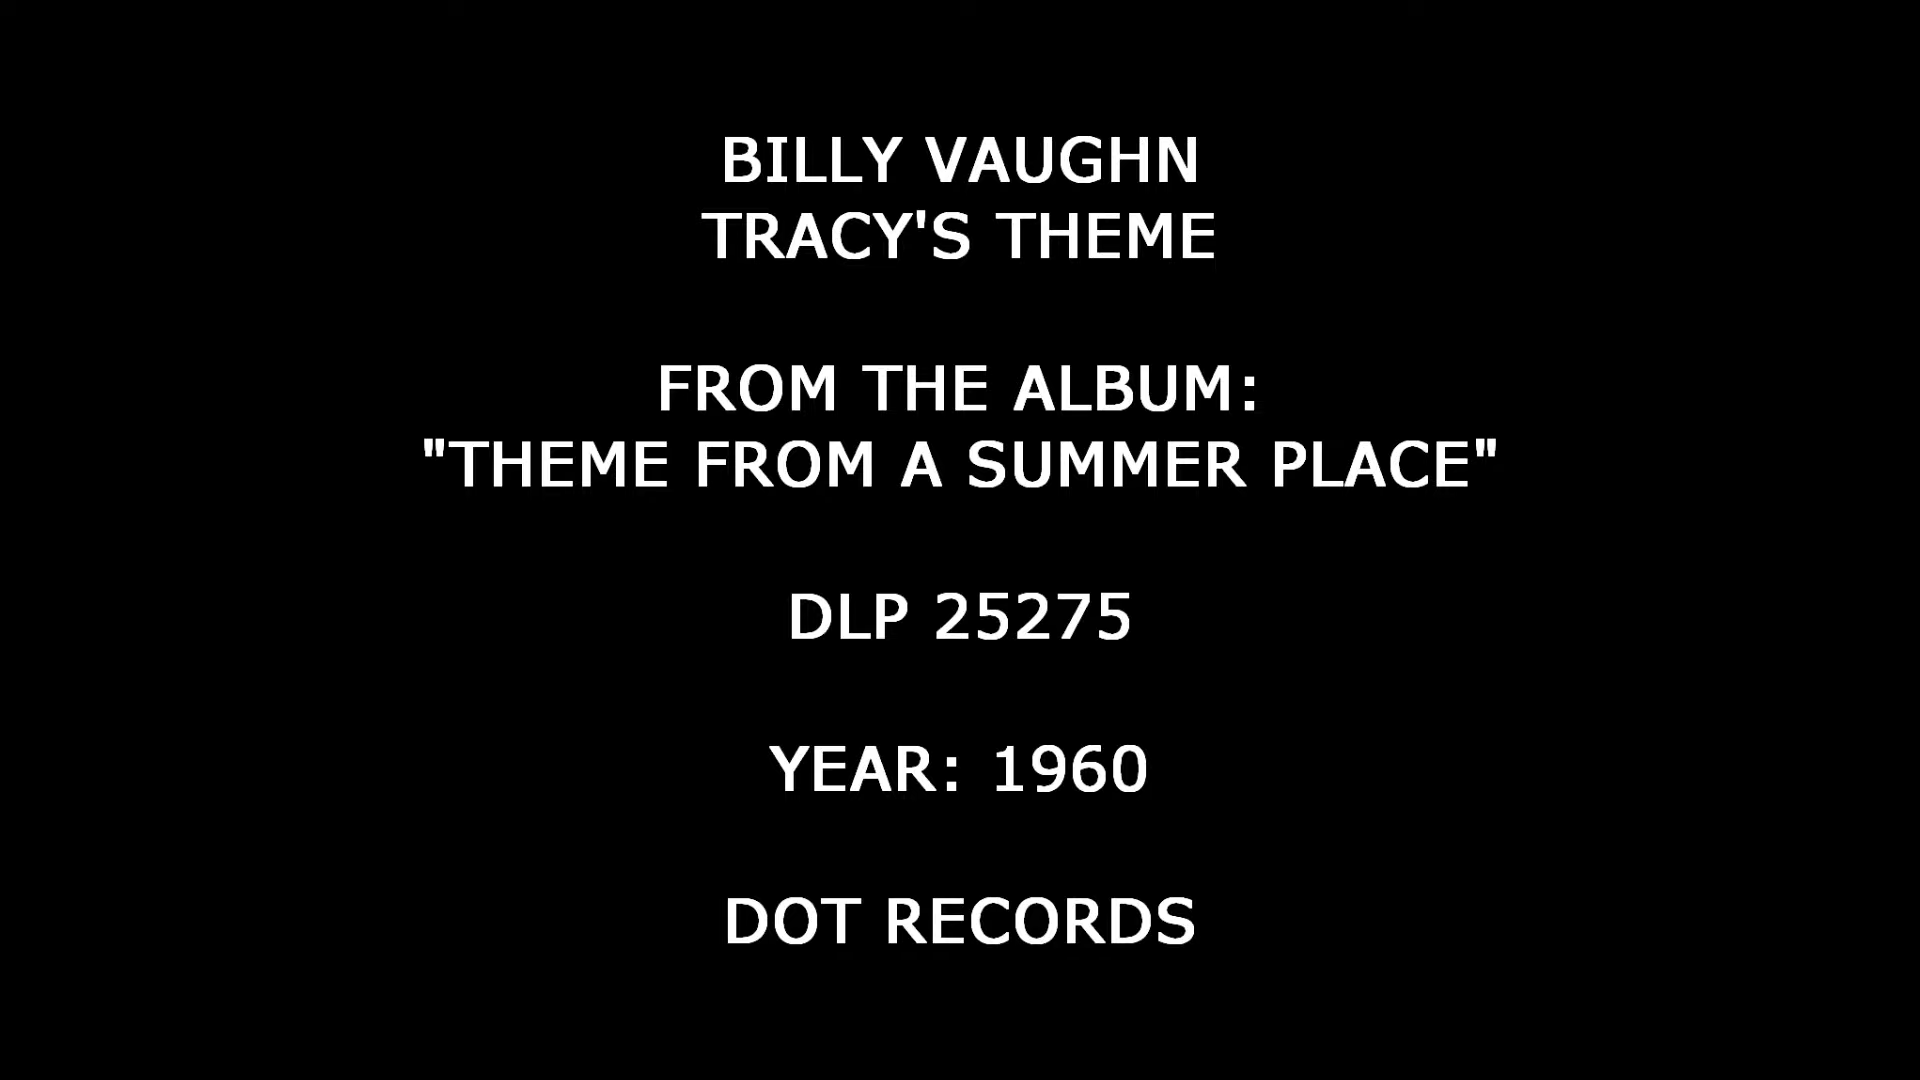 BILLY VAUGHN
TRACY'S THEME
FROM THE ALBUM:
"THEME FROM A SUMMER PLACE"
DLP 25275
YEAR: 1960
DOT RECORDS